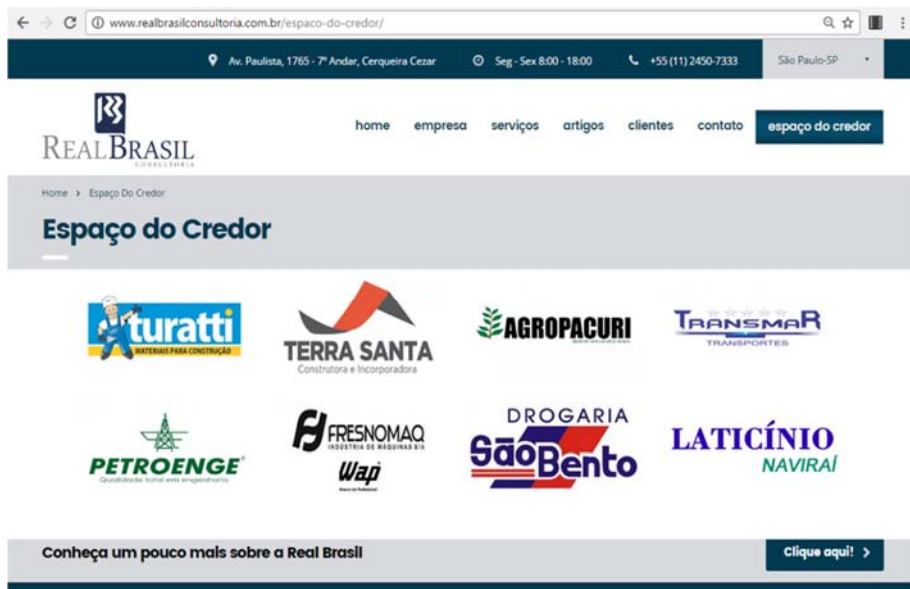 www.realbrasilconsultoria.com.br/espaco-do-credor/
Av. Paulista, 1765 - 7º Andar, Cerqueira Cezar
Seg - Sex 8:00 - 18:00
+55 (11) 2450-7333
São Paulo-SP
REALBRASIL
CONSULTORIA
home empresa serviços artigos clientes contato espaço do credor
Home > Espaço Do Credor
Espaço do Credor
turatti
MATERIAIS PARA CONSTRUÇÃO
TERRA SANTA
Construtora e Incorporadora
AGROPACURI
TRANSMAR
TRANSPORTES
PETROENGE
Qualidade total em engenharia
FRESNOMAQ
INDÚSTRIA DE MÁQUINAS S/A
Wap
DROGARIA
São Bento
LATICÍNIO
NAVIRAÍ
Conheça um pouco mais sobre a Real Brasil
Clique aqui! >